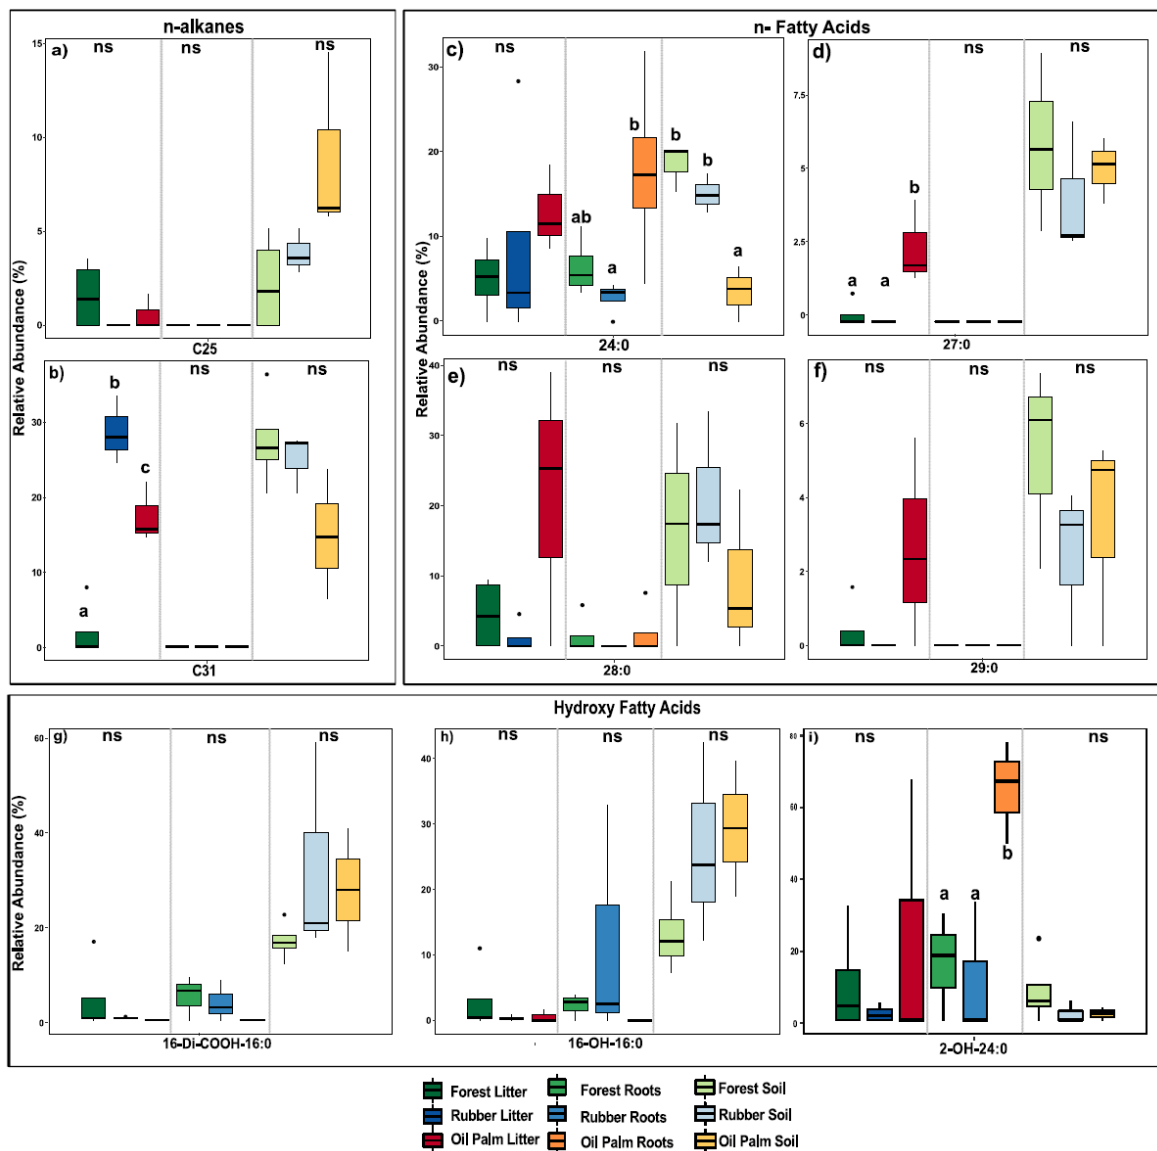 n-alkanes
n- Fatty Acids
a)
ns
ns
ns
15
10
5
0
C25
b)
b
c
a
ns
ns
30
20
10
0
C31
Relative Abundance (%)
c)
ns
ab
a
b
b
b
a
30
20
10
0
24:0
d)
a
a
b
ns
ns
7.5
5
2.5
0
27:0
e)
ns
ns
ns
40
30
20
10
0
28:0
f)
ns
ns
ns
6
4
2
0
29:0
Relative Abundance (%)
Hydroxy Fatty Acids
g)
ns
ns
ns
60
40
20
0
16-Di-COOH-16:0
Relative Abundance (%)
h)
ns
ns
ns
40
30
20
10
0
16-OH-16:0
i)
ns
a
a
b
ns
80
60
40
20
0
2-OH-24:0
Forest Litter
Forest Roots
Forest Soil
Rubber Litter
Rubber Roots
Rubber Soil
Oil Palm Litter
Oil Palm Roots
Oil Palm Soil